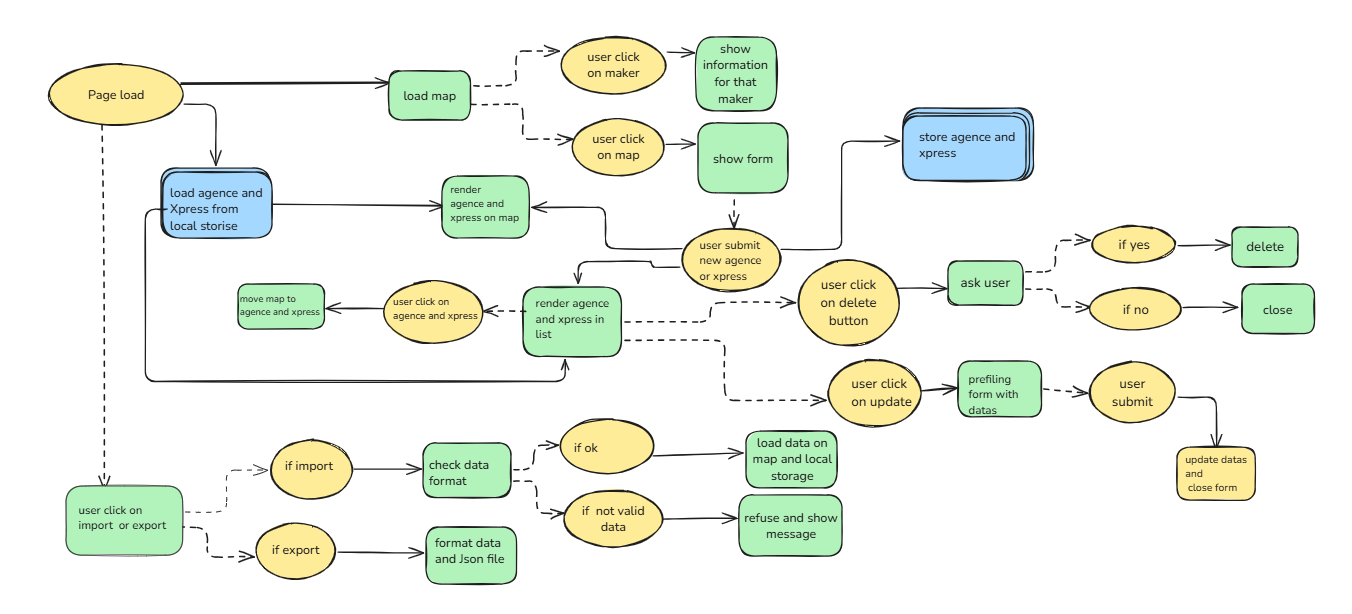 Page load
load map
user click
on maker
show
information
for that
maker
user click
on map
show form
store agence and
xpress
load agence and
Xpress from
local storise
render
agence and
xpress on map
user submit
new agence
or xpress
if yes
delete
ask user
user click
on delete
button
if no
close
move map to
agence and xpress
user click on
agence and xpress
render agence
and xpress in
list
user click
on update
prefiling
form with
datas
user
submit
update datas
and
close form
user click on
import or export
if import
check data
format
if ok
load data on
map and local
storage
if not valid
data
refuse and show
message
if export
format data
and Json file